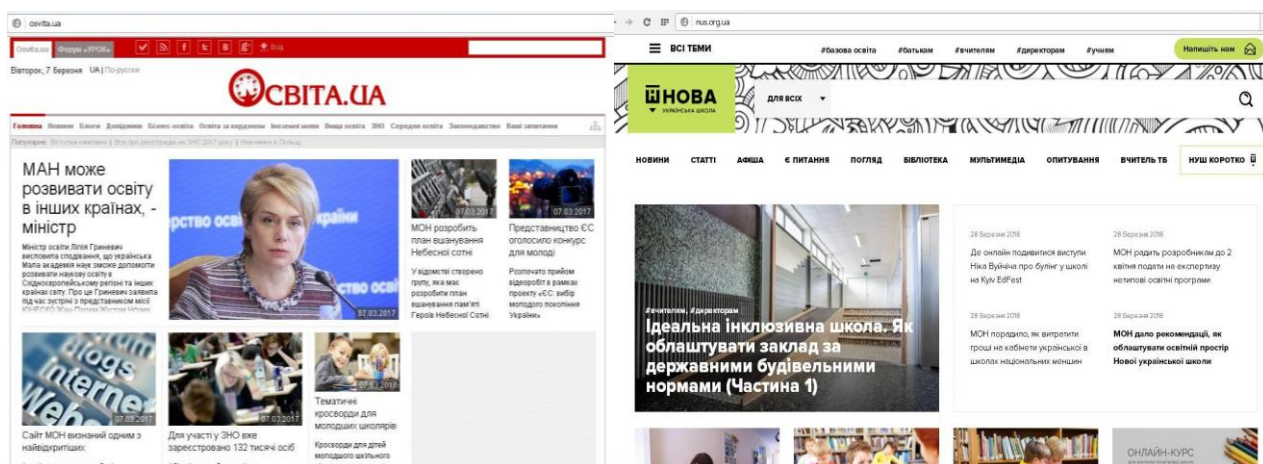 osvita.ua
Osvita.ua Форум «УРОК» Вхід
Вівторок, 7 березня UA | По-русски
ОСВІТА.UA
Головна Новини Блоги Довідник Бізнес-освіта Освіта за кордоном Іноземні мови Вища освіта ЗНО Середня освіта Законодавство Ваші запитання
МАН може
розвивати освіту
в інших країнах, -
міністр
Міністр освіти Лілія Гриневич
висловила сподівання, що українська
Мала академія наук зможе допомогти
розвивати наукову освіту в
Східноєвропейському регіоні та інших
країнах світу. Про це Гриневич заявила
під час зустрічі з представником місії
07.03.2017
07.03.2017
МОН розробить
план вшанування
Небесної сотні
У відомстві створено
групу, яка має
розробити план
вшанування пам'яті
Героїв Небесної Сотні
07.03.2017
Представництво ЄС
оголосило конкурс
для молоді
Розпочато прийом
відеоробіт в рамках
проекту «ЄС: вибір
молодого покоління
України»
07.03.2017
Сайт МОН визнаний одним з
найвідкритіших
07.03.2017
Для участі у ЗНО вже
зареєстровано 132 тисячі осіб
07.03.2017
Тематичні
кросворди для
молодших школярів
Кросворди для дітей
молодшого шкільного
nus.org.ua
ВСІ ТЕМИ #базова освіта #батькам #вчителям #директорам #учням Напишіть нам
НОВА
УКРАЇНСЬКА ШКОЛА
ДЛЯ ВСІХ
НОВИНИ СТАТТІ АФІША Є ПИТАННЯ ПОГЛЯД БІБЛІОТЕКА МУЛЬТИМЕДІА ОПИТУВАННЯ ВЧИТЕЛЬ ТБ НУШ КОРОТКО
#вчителям, #директорам
Ідеальна інклюзивна школа. Як
облаштувати заклад за
державними будівельними
нормами (Частина 1)
28 Березня 2018
Де онлайн подивитися виступи
Ніка Вуйчіча про булінг у школі
на Kyiv EdFest
28 Березня 2018
МОН радить розробникам до 2
квітня подати на експертизу
нетипові освітні програми
28 Березня 2018
МОН порадило, як витратити
гроші на кабінети української в
школах національних меншин
28 Березня 2018
МОН дало рекомендації, як
облаштувати освітній простір
Нової української школи
ОНЛАЙН-КУРС